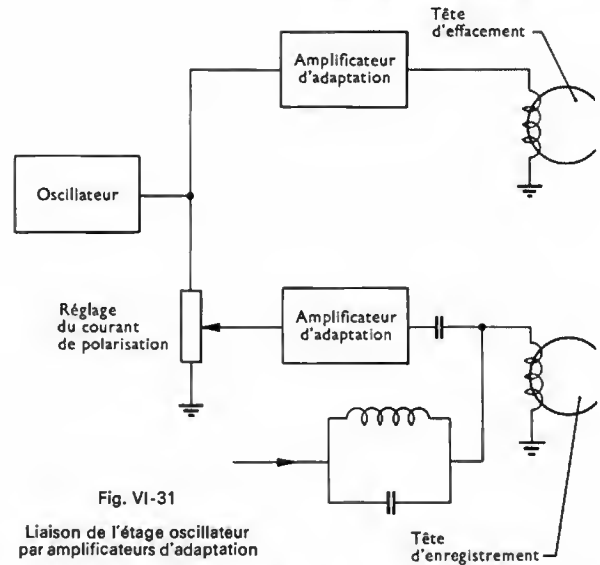 Tête
d'effacement
Amplificateur
d'adaptation
Oscillateur
Réglage
du courant
de polarisation
Amplificateur
d'adaptation
Fig. VI-31
Liaison de l'étage oscillateur
par amplificateurs d'adaptation
Tête
d'enregistrement